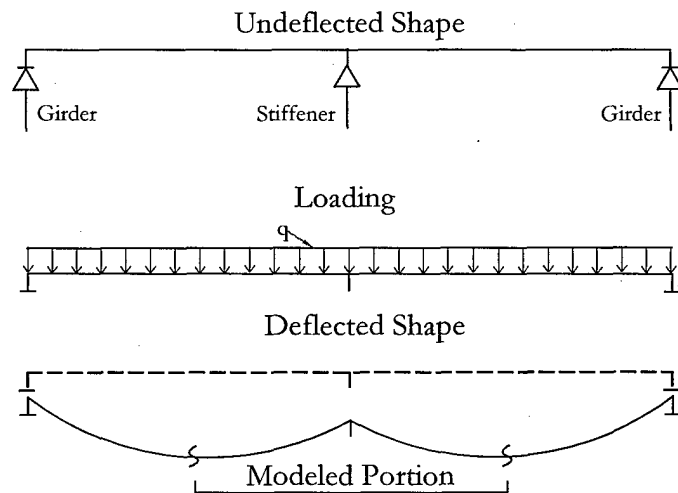 Undeflected Shape
Girder Stiffener Girder
Loading
q
Deflected Shape
Modeled Portion